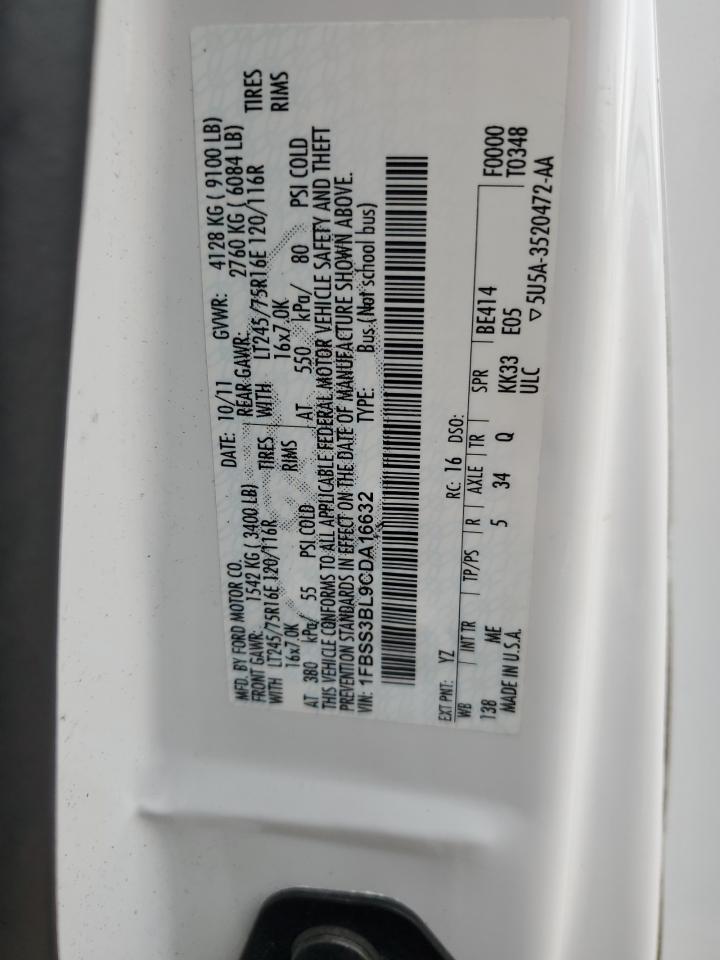 MFD. BY FORD MOTOR CO. DATE: 10/11 GVWR: 4128 KG ( 9100 LB)
FRONT GAWR: 1542 KG ( 3400 LB) REAR GAWR: 2760 KG ( 6084 LB)
WITH LT245/75R16E 120/116R TIRES WITH LT245/75R16E 120/116R TIRES
16x7.0K RIMS 16x7.0K RIMS
AT 380 kPa/ 55 PSI COLD AT 550 kPa/ 80 PSI COLD
THIS VEHICLE CONFORMS TO ALL APPLICABLE FEDERAL MOTOR VEHICLE SAFETY AND THEFT
PREVENTION STANDARDS IN EFFECT ON THE DATE OF MANUFACTURE SHOWN ABOVE.
VIN: 1FBSS3BL9CDA16632 TYPE: Bus (Not school bus)
EXT PNT: YZ RC: 16 DSO: F0000
WB INT TR TP/PS R AXLE TR SPR BE414 T0348
138 ME 5 34 Q KK33 E05
MADE IN U.S.A. ULC ▽5U5A-3520472-AA